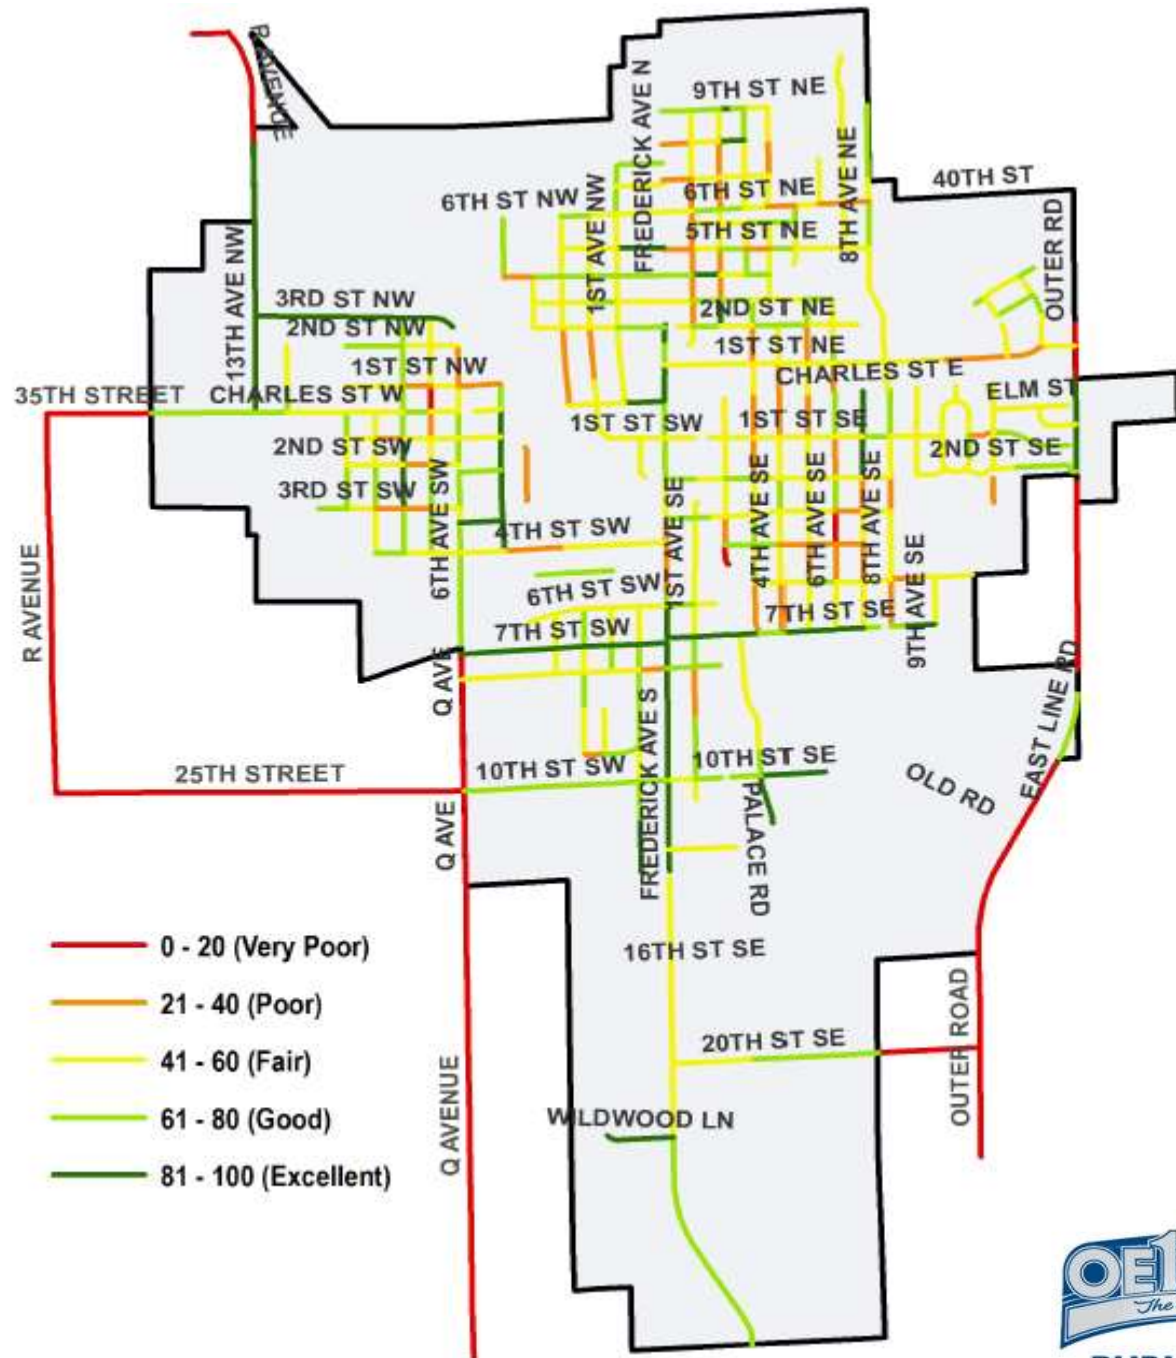 R AVENUE
FREDERICK AVE N
9TH ST NE
8TH AVE NE
40TH ST
6TH ST NW
1ST AVE NW
6TH ST NE
5TH ST NE
OUTER RD
13TH AVE NW
3RD ST NW
2ND ST NW
2ND ST NE
1ST ST NW
1ST ST NE
35TH STREET
CHARLES ST W
CHARLES ST E
ELM ST
1ST ST SW
1ST ST SE
2ND ST SW
2ND ST SE
3RD ST SW
6TH AVE SW
4TH ST SW
1ST AVE SE
4TH AVE SE
6TH AVE SE
8TH AVE SE
9TH AVE SE
R AVENUE
6TH ST SW
7TH ST SW
7TH ST SE
Q AVE
FREDERICK AVE S
EAST LINE RD
25TH STREET
10TH ST SW
10TH ST SE
OLD RD
Q AVE
PALACE RD
0 - 20 (Very Poor)
16TH ST SE
21 - 40 (Poor)
OUTER ROAD
41 - 60 (Fair)
20TH ST SE
Q AVENUE
61 - 80 (Good)
WILDWOOD LN
81 - 100 (Excellent)
The